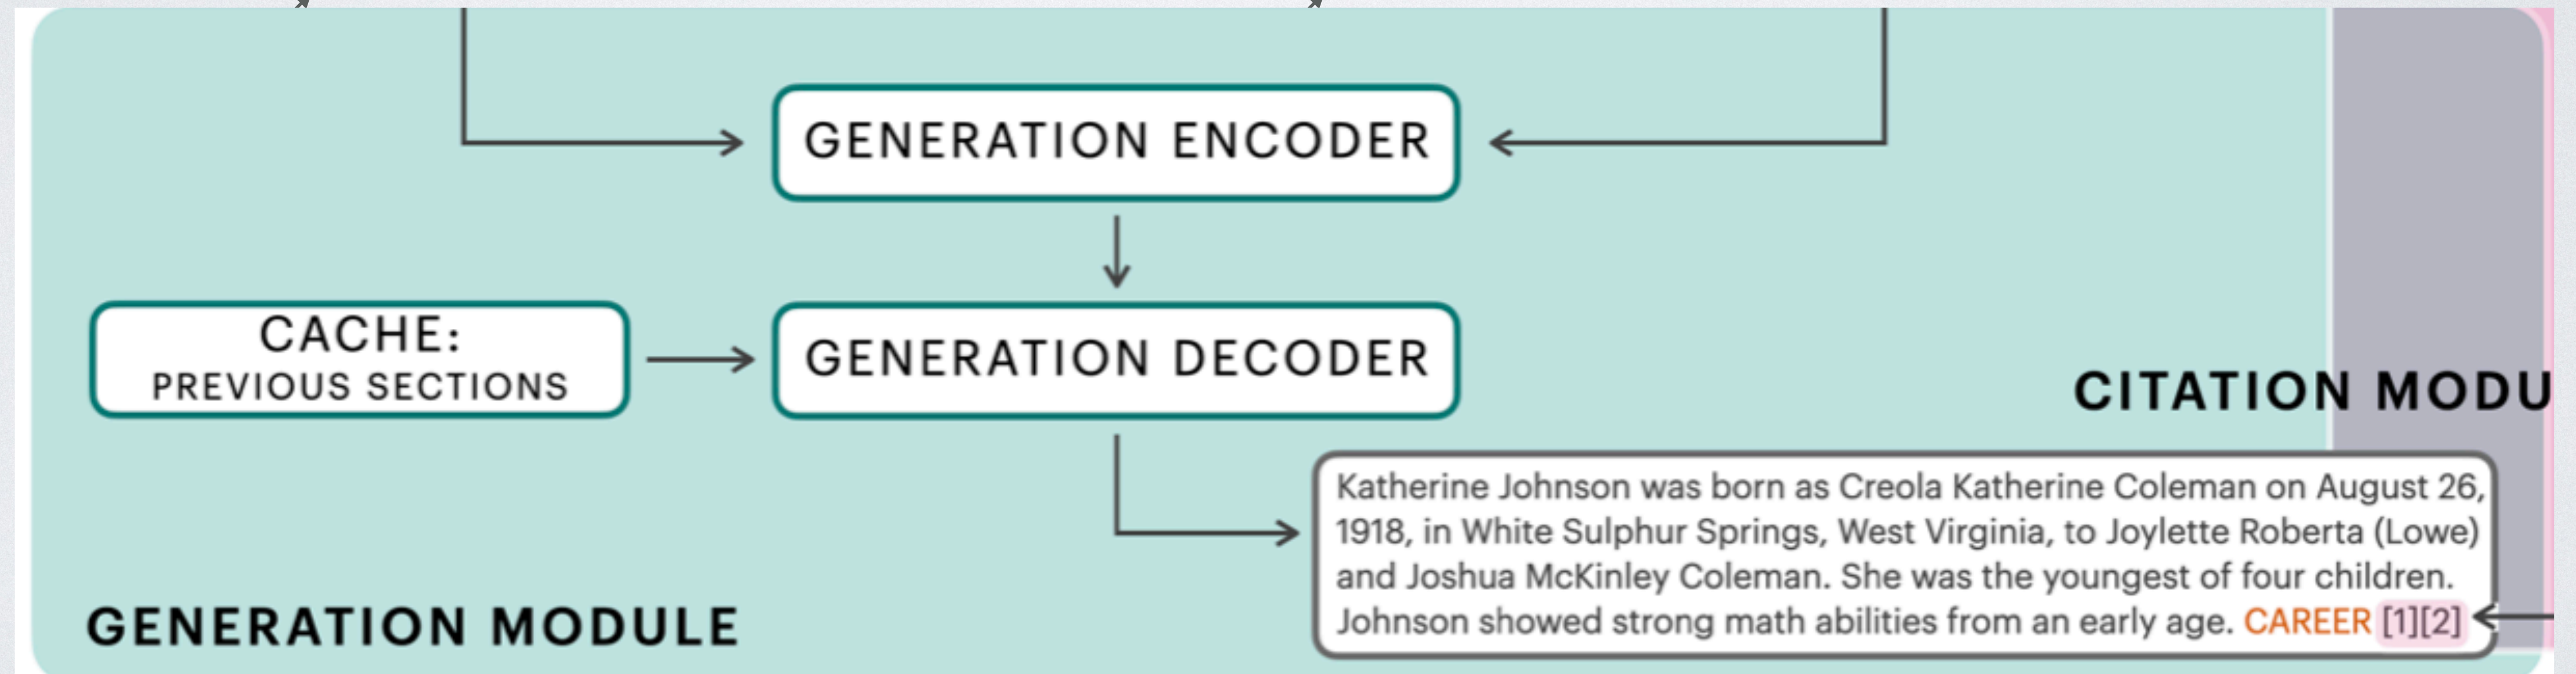 GENERATION ENCODER
CACHE:
PREVIOUS SECTIONS
GENERATION DECODER
CITATION MODU
Katherine Johnson was born as Creola Katherine Coleman on August 26,
1918, in White Sulphur Springs, West Virginia, to Joylette Roberta (Lowe)
and Joshua McKinley Coleman. She was the youngest of four children.
Johnson showed strong math abilities from an early age. CAREER [1][2]
GENERATION MODULE